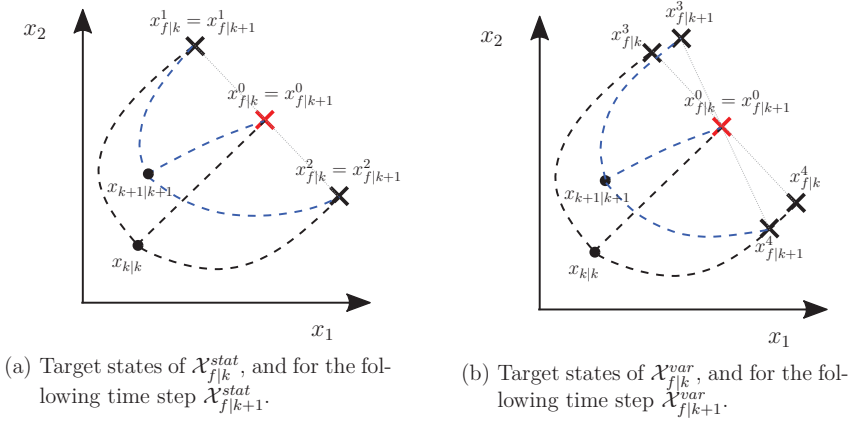 x_2
x^1_{f|k} = x^1_{f|k+1}
x^0_{f|k} = x^0_{f|k+1}
x^2_{f|k} = x^2_{f|k+1}
x_{k+1|k+1}
x_{k|k}
x_1
(a) Target states of 𝒳^{stat}_{f|k}, and for the fol-
lowing time step 𝒳^{stat}_{f|k+1}.
x_2
x^3_{f|k+1}
x^3_{f|k}
x^0_{f|k} = x^0_{f|k+1}
x^4_{f|k}
x_{k+1|k+1}
x^4_{f|k+1}
x_{k|k}
x_1
(b) Target states of 𝒳^{var}_{f|k}, and for the fol-
lowing time step 𝒳^{var}_{f|k+1}.